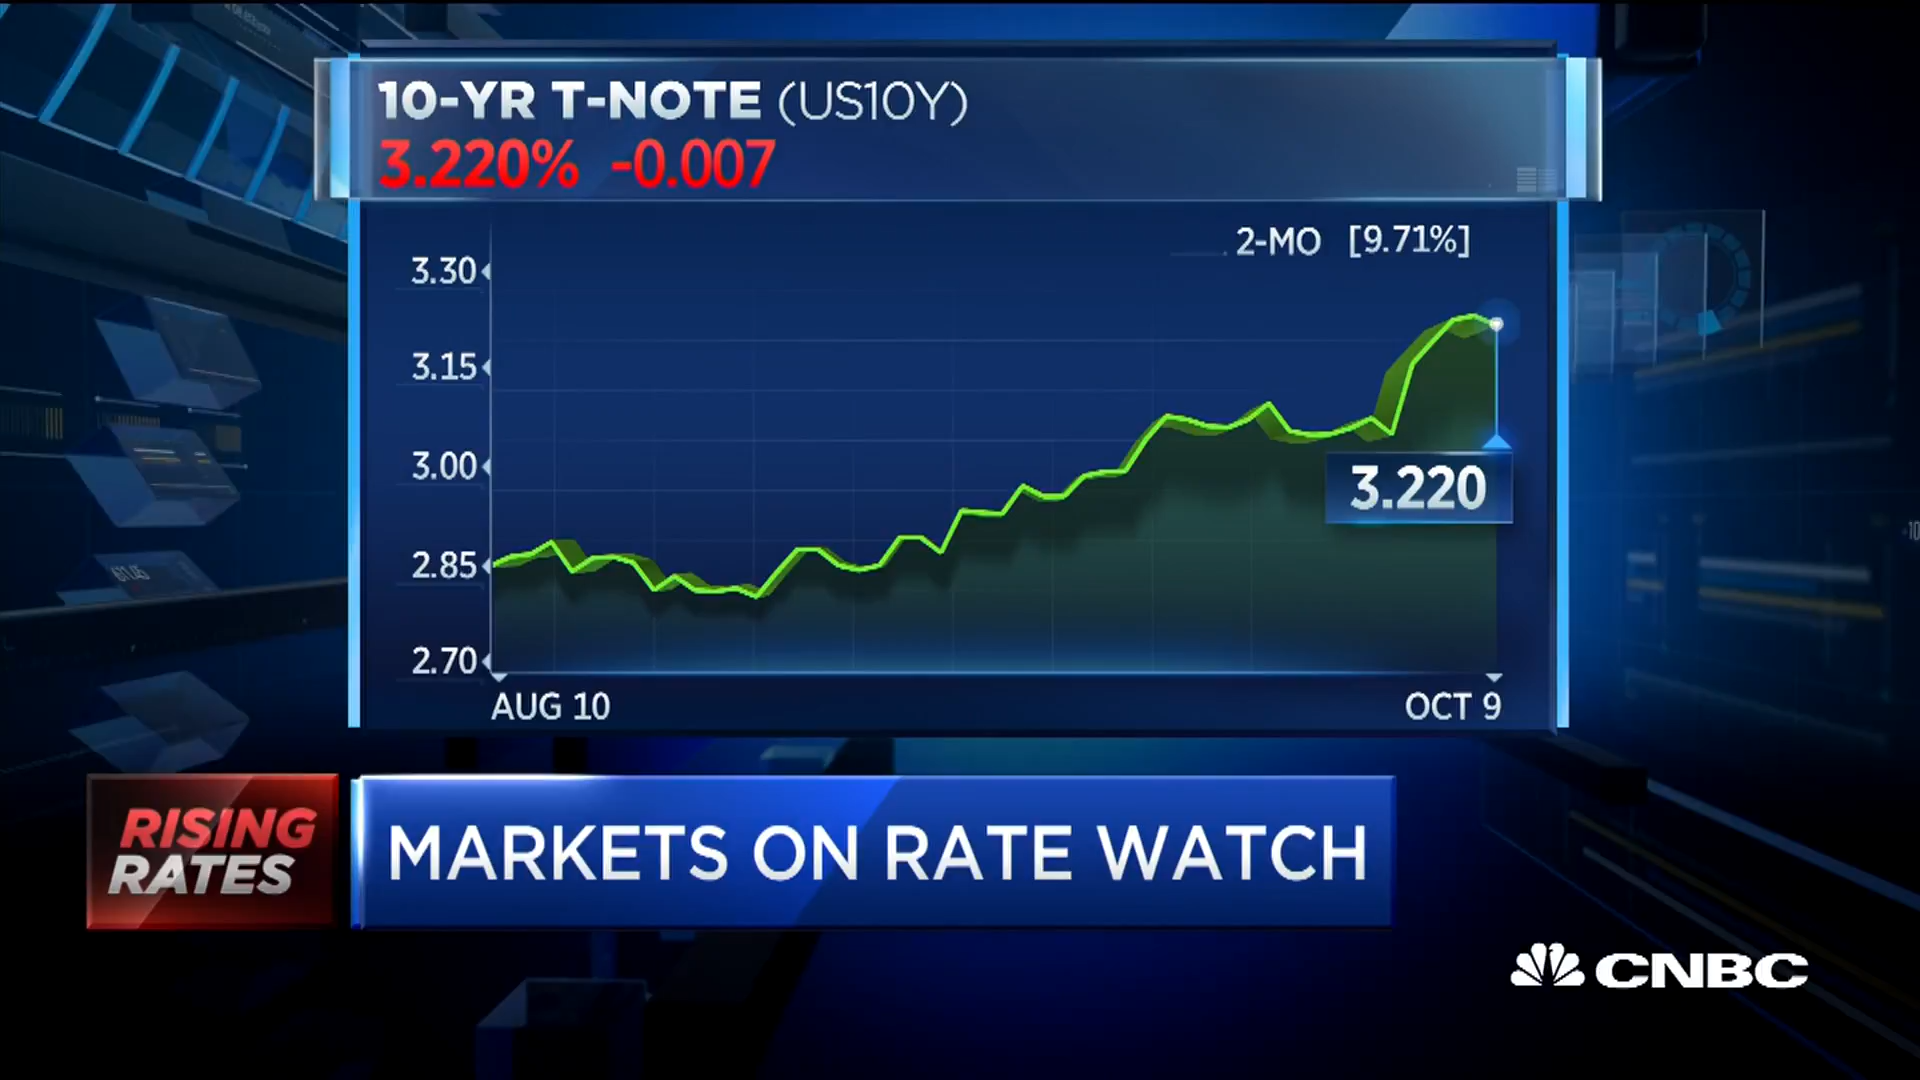 10-YR T-NOTE (US10Y)
3.220% -0.007
2-MO [9.71%]
3.30
3.15
3.00
2.85
2.70
3.220
AUG 10
OCT 9
RISING
RATES
MARKETS ON RATE WATCH
CNBC